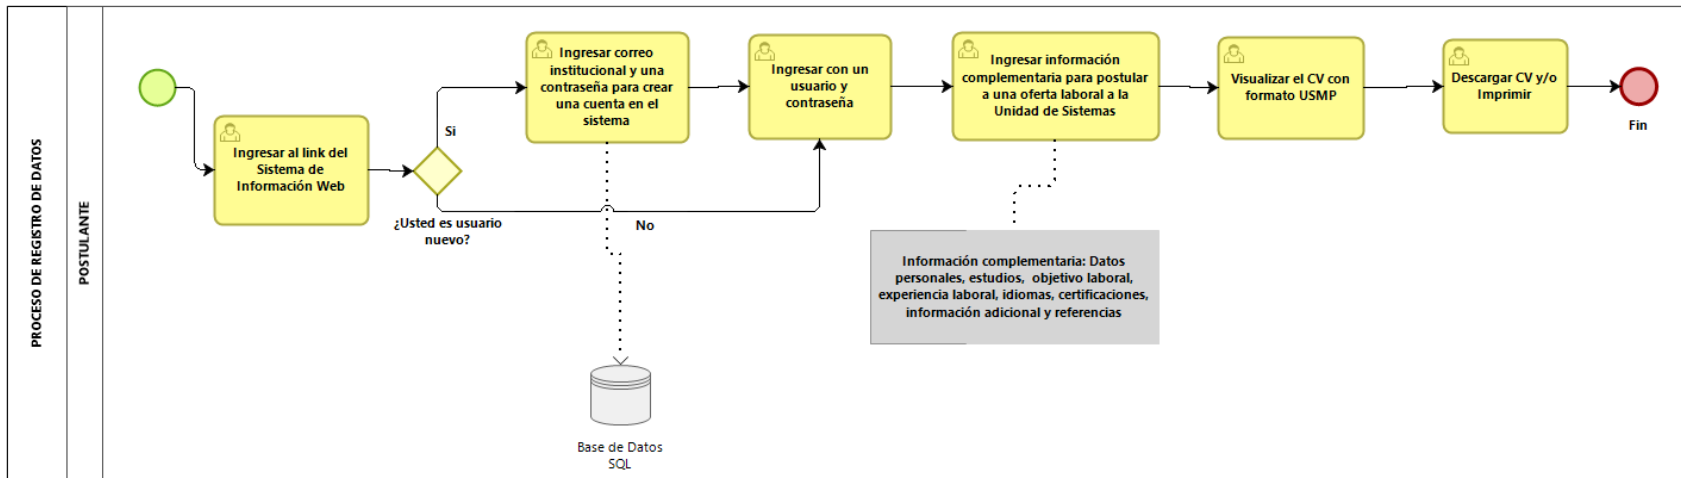 PROCESO DE REGISTRO DE DATOS
POSTULANTE
Ingresar al link del
Sistema de
Información Web
¿Usted es usuario
nuevo?
Si
No
Ingresar correo
institucional y una
contraseña para crear
una cuenta en el
sistema
Base de Datos
SQL
Ingresar con un
usuario y
contraseña
Ingresar información
complementaria para postular
a una oferta laboral a la
Unidad de Sistemas
Información complementaria: Datos
personales, estudios, objetivo laboral,
experiencia laboral, idiomas, certificaciones,
información adicional y referencias
Visualizar el CV con
formato USMP
Descargar CV y/o
Imprimir
Fin